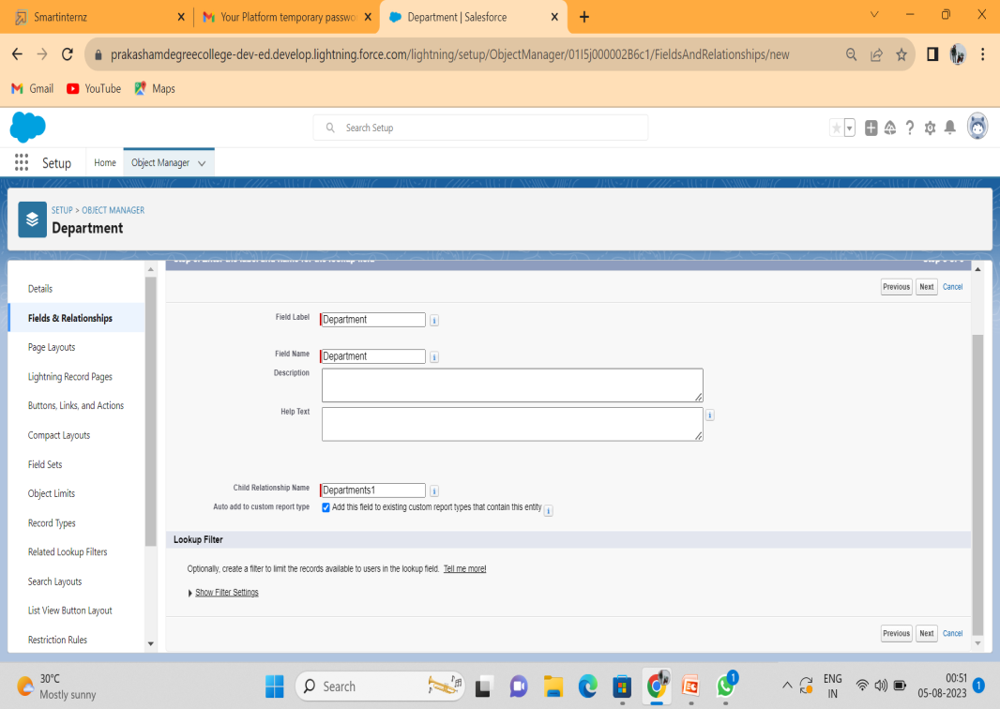 Smartinternz
Your Platform temporary passwo
Department | Salesforce
prakashamdegreecollege-dev-ed.develop.lightning.force.com/lightning/setup/ObjectManager/01I5j000002B6c1/FieldsAndRelationships/new
Gmail
YouTube
Maps
Search Setup
Setup
Home
Object Manager
SETUP > OBJECT MANAGER
Department
Details
Fields & Relationships
Page Layouts
Lightning Record Pages
Buttons, Links, and Actions
Compact Layouts
Field Sets
Object Limits
Record Types
Related Lookup Filters
Search Layouts
List View Button Layout
Restriction Rules
Previous Next Cancel
Field Label Department
Field Name Department
Description
Help Text
Child Relationship Name Departments1
Auto add to custom report type Add this field to existing custom report types that contain this entity
Lookup Filter
Optionally, create a filter to limit the records available to users in the lookup field. Tell me more!
Show Filter Settings
Previous Next Cancel
30°C
Mostly sunny
Search
1
ENG
IN
00:51
05-08-2023
1